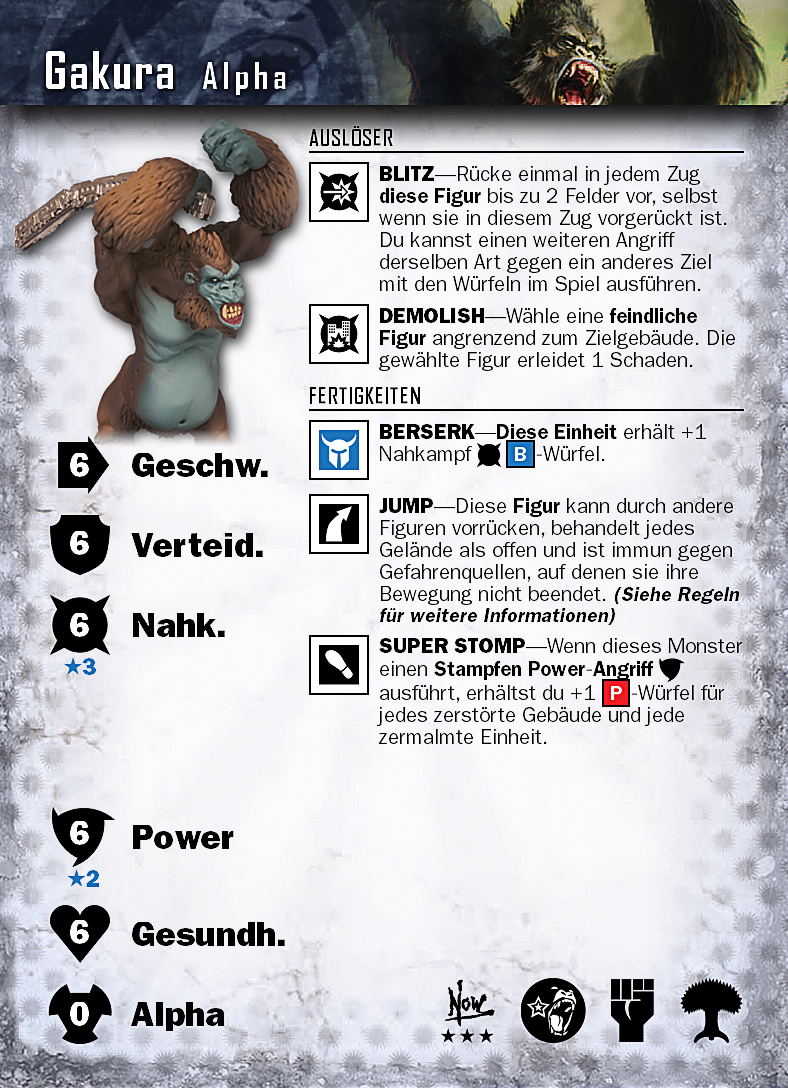 Gakura Alpha
AUSLÖSER
BLITZ—Rücke einmal in jedem Zug
diese Figur bis zu 2 Felder vor, selbst
wenn sie in diesem Zug vorgerückt ist.
Du kannst einen weiteren Angriff
derselben Art gegen ein anderes Ziel
mit den Würfeln im Spiel ausführen.
DEMOLISH—Wähle eine feindliche
Figur angrenzend zum Zielgebäude. Die
gewählte Figur erleidet 1 Schaden.
FERTIGKEITEN
BERSERK—Diese Einheit erhält +1
Nahkampf B-Würfel.
JUMP—Diese Figur kann durch andere
Figuren vorrücken, behandelt jedes
Gelände als offen und ist immun gegen
Gefahrenquellen, auf denen sie ihre
Bewegung nicht beendet. (Siehe Regeln
für weitere Informationen)
SUPER STOMP—Wenn dieses Monster
einen Stampfen Power-Angriff
ausführt, erhältst du +1 P-Würfel für
jedes zerstörte Gebäude und jede
zermalmte Einheit.
6 Geschw.
6 Verteid.
6 Nahk.
★3
6 Power
★2
6 Gesundh.
0 Alpha
Now
★★★